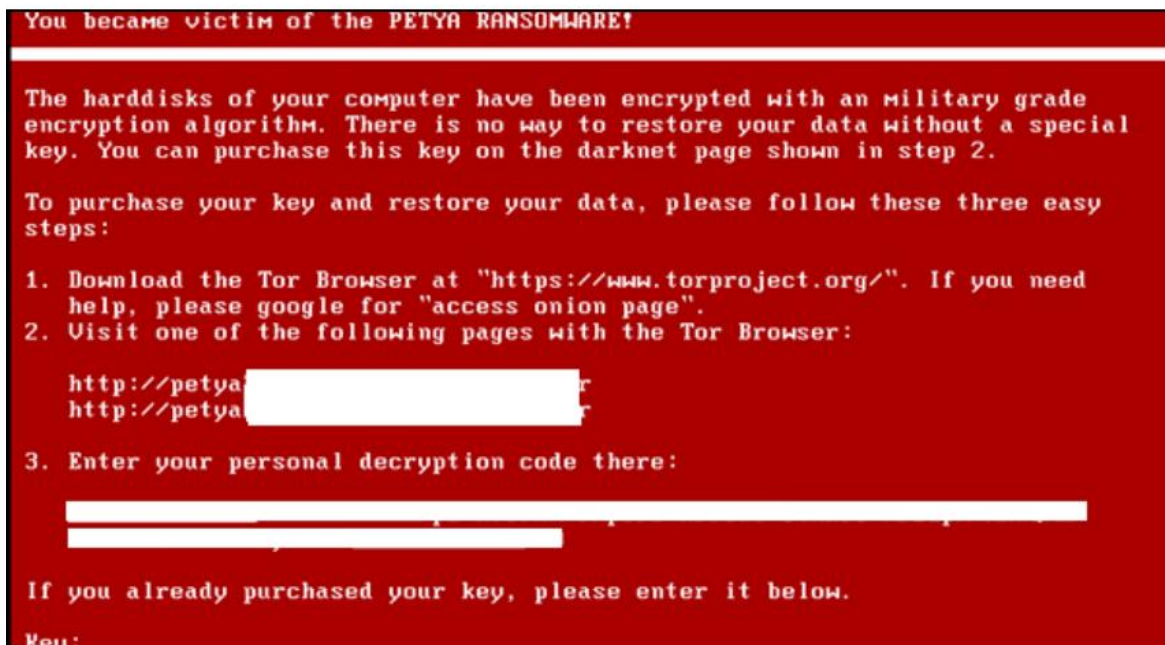 You became victim of the PETYA RANSOMWARE!
The harddisks of your computer have been encrypted with an military grade
encryption algorithm. There is no way to restore your data without a special
key. You can purchase this key on the darknet page shown in step 2.
To purchase your key and restore your data, please follow these three easy
steps:
1. Download the Tor Browser at "https://www.torproject.org/". If you need
help, please google for "access onion page".
2. Visit one of the following pages with the Tor Browser:
http://petya
http://petya
3. Enter your personal decryption code there:
If you already purchased your key, please enter it below.
Key: